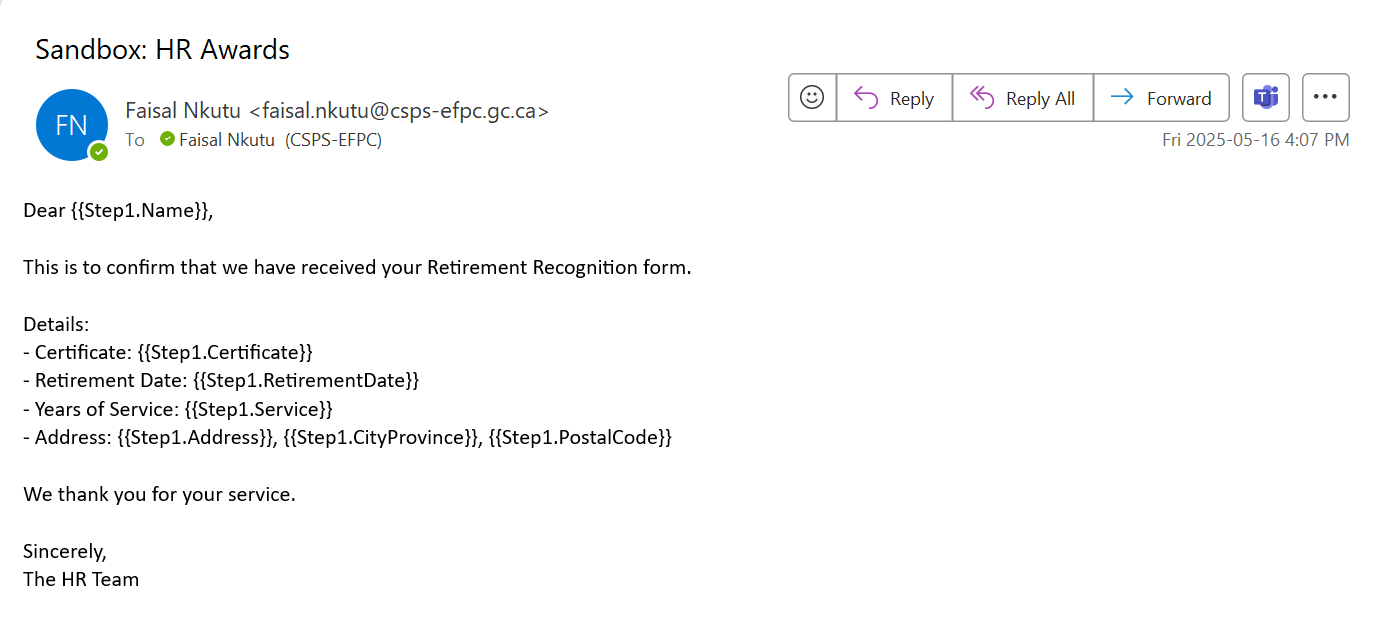 Sandbox: HR Awards
FN
Faisal Nkutu <faisal.nkutu@csps-efpc.gc.ca>
To Faisal Nkutu (CSPS-EFPC)
Reply
Reply All
Forward
Fri 2025-05-16 4:07 PM
Dear {{Step1.Name}},
This is to confirm that we have received your Retirement Recognition form.
Details:
- Certificate: {{Step1.Certificate}}
- Retirement Date: {{Step1.RetirementDate}}
- Years of Service: {{Step1.Service}}
- Address: {{Step1.Address}}, {{Step1.CityProvince}}, {{Step1.PostalCode}}
We thank you for your service.
Sincerely,
The HR Team